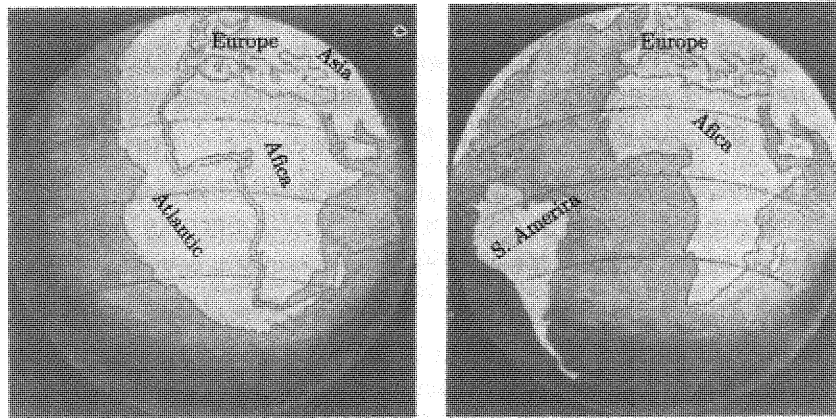 Europe
Asia
Afica
Atlantic
Europe
Afica
S. Amerira